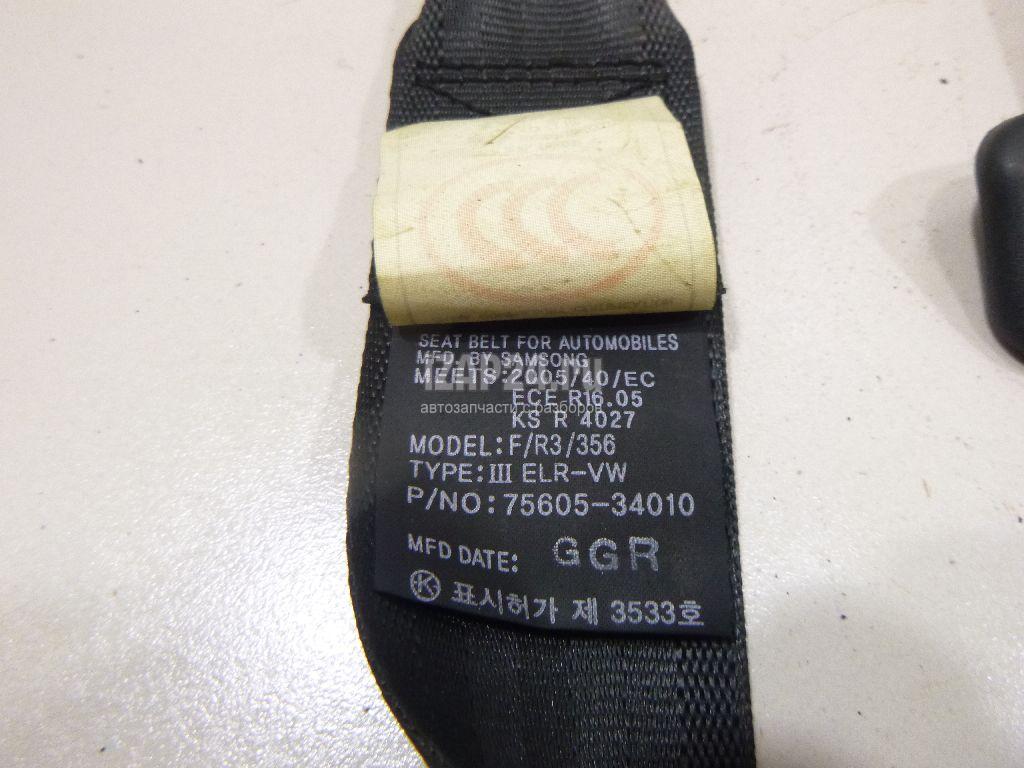 CCC
SEAT BELT FOR AUTOMOBILES
MFD. BY SAMSONG
MEETS:2005/40/EC
ECE R16.05
автозапчасти с разборов
KS R 4027
MODEL:F/R3/356
TYPE:Ⅲ ELR-VW
P/NO:75605-34010
MFD DATE: GGR
K 표시허가 제 3533호